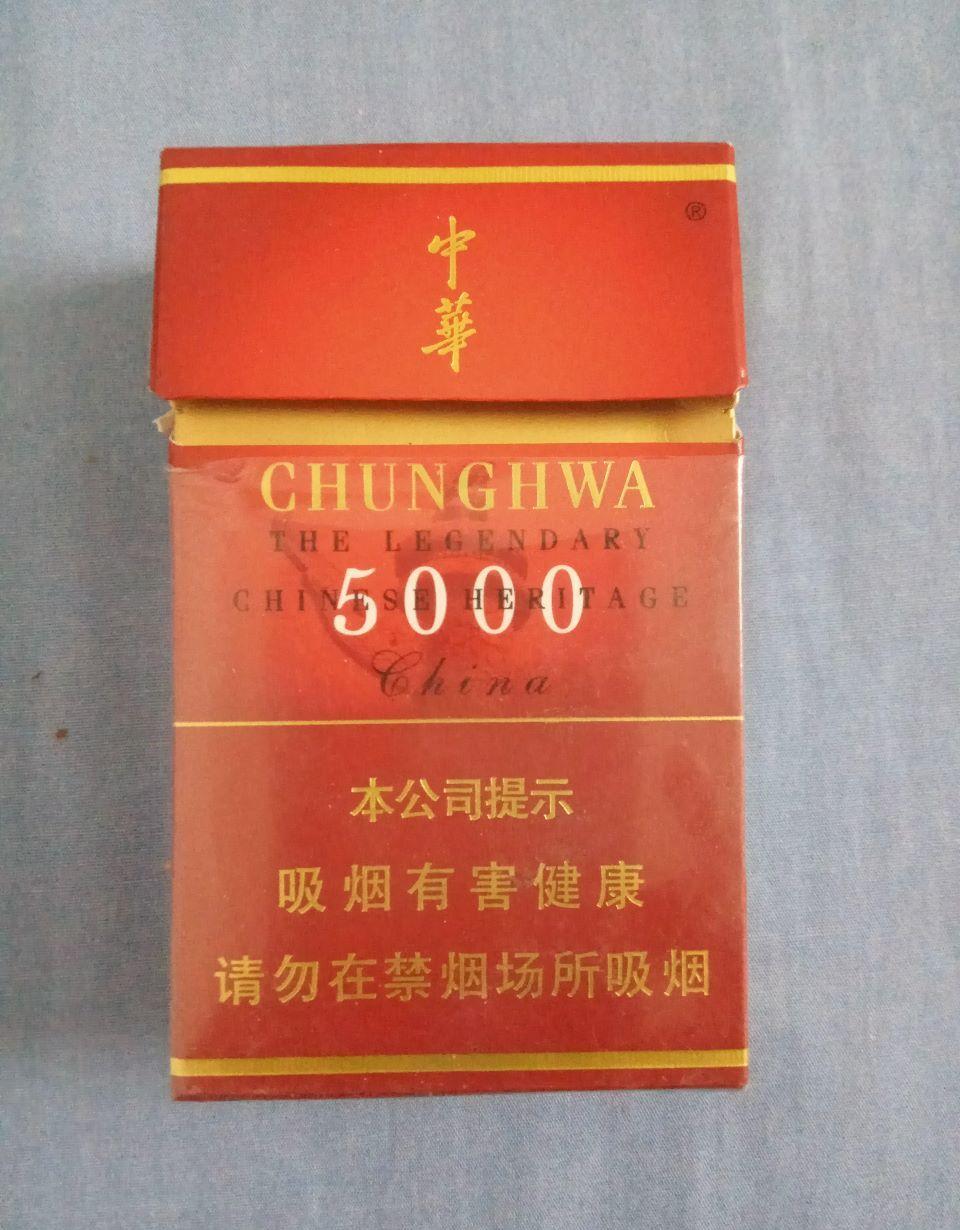 ®
中
華
CHUNGHWA
THE LEGENDARY
5000
CHINESE HERITAGE
China
本公司提示
吸烟有害健康
请勿在禁烟场所吸烟